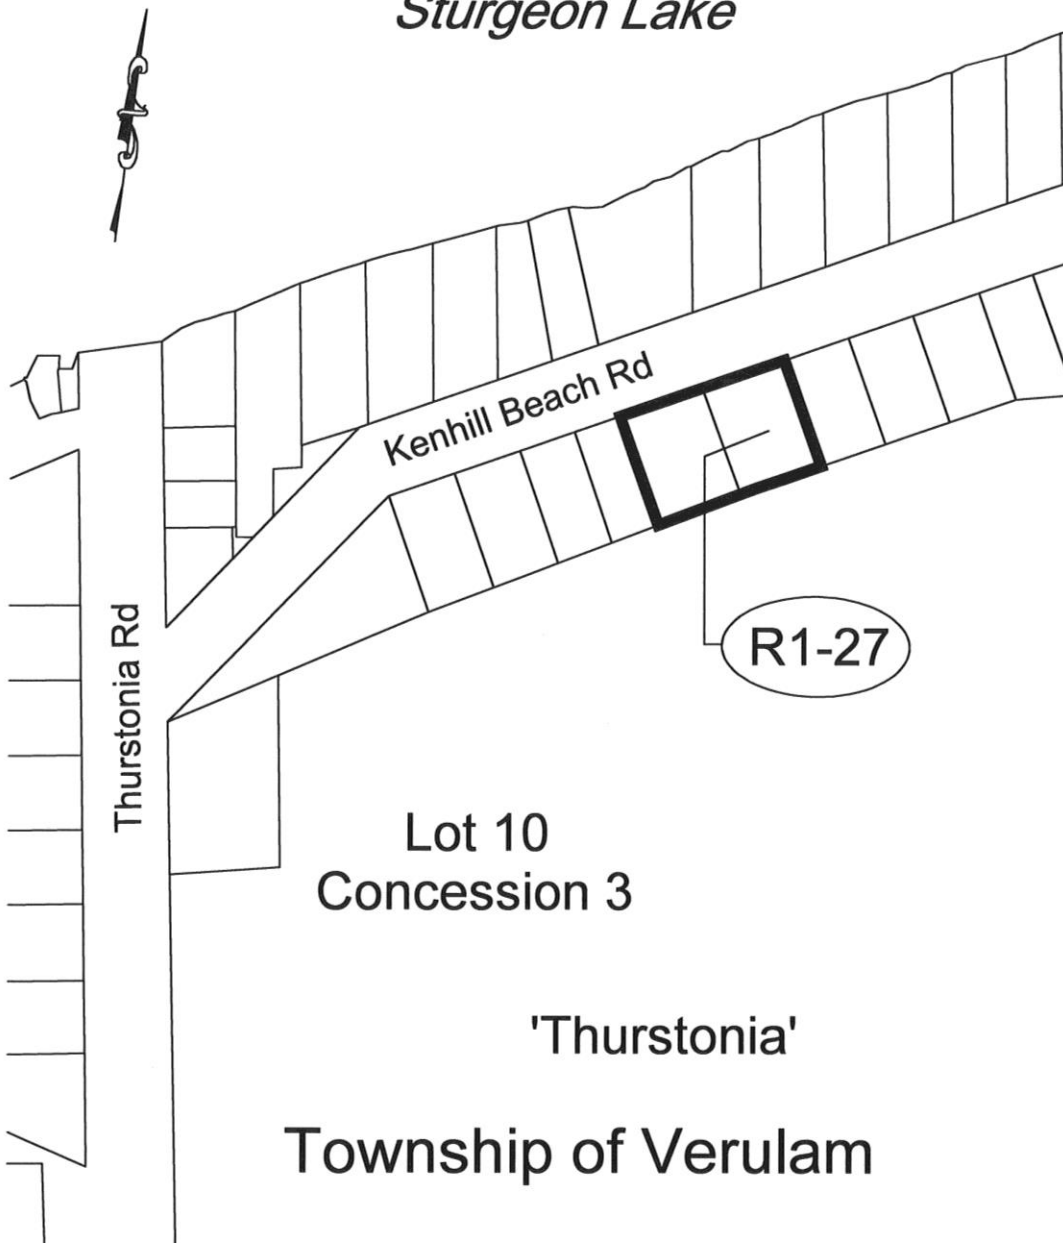 Sturgeon Lake
Kenhill Beach Rd
Thurstonia Rd
R1-27
Lot 10
Concession 3
'Thurstonia'
Township of Verulam